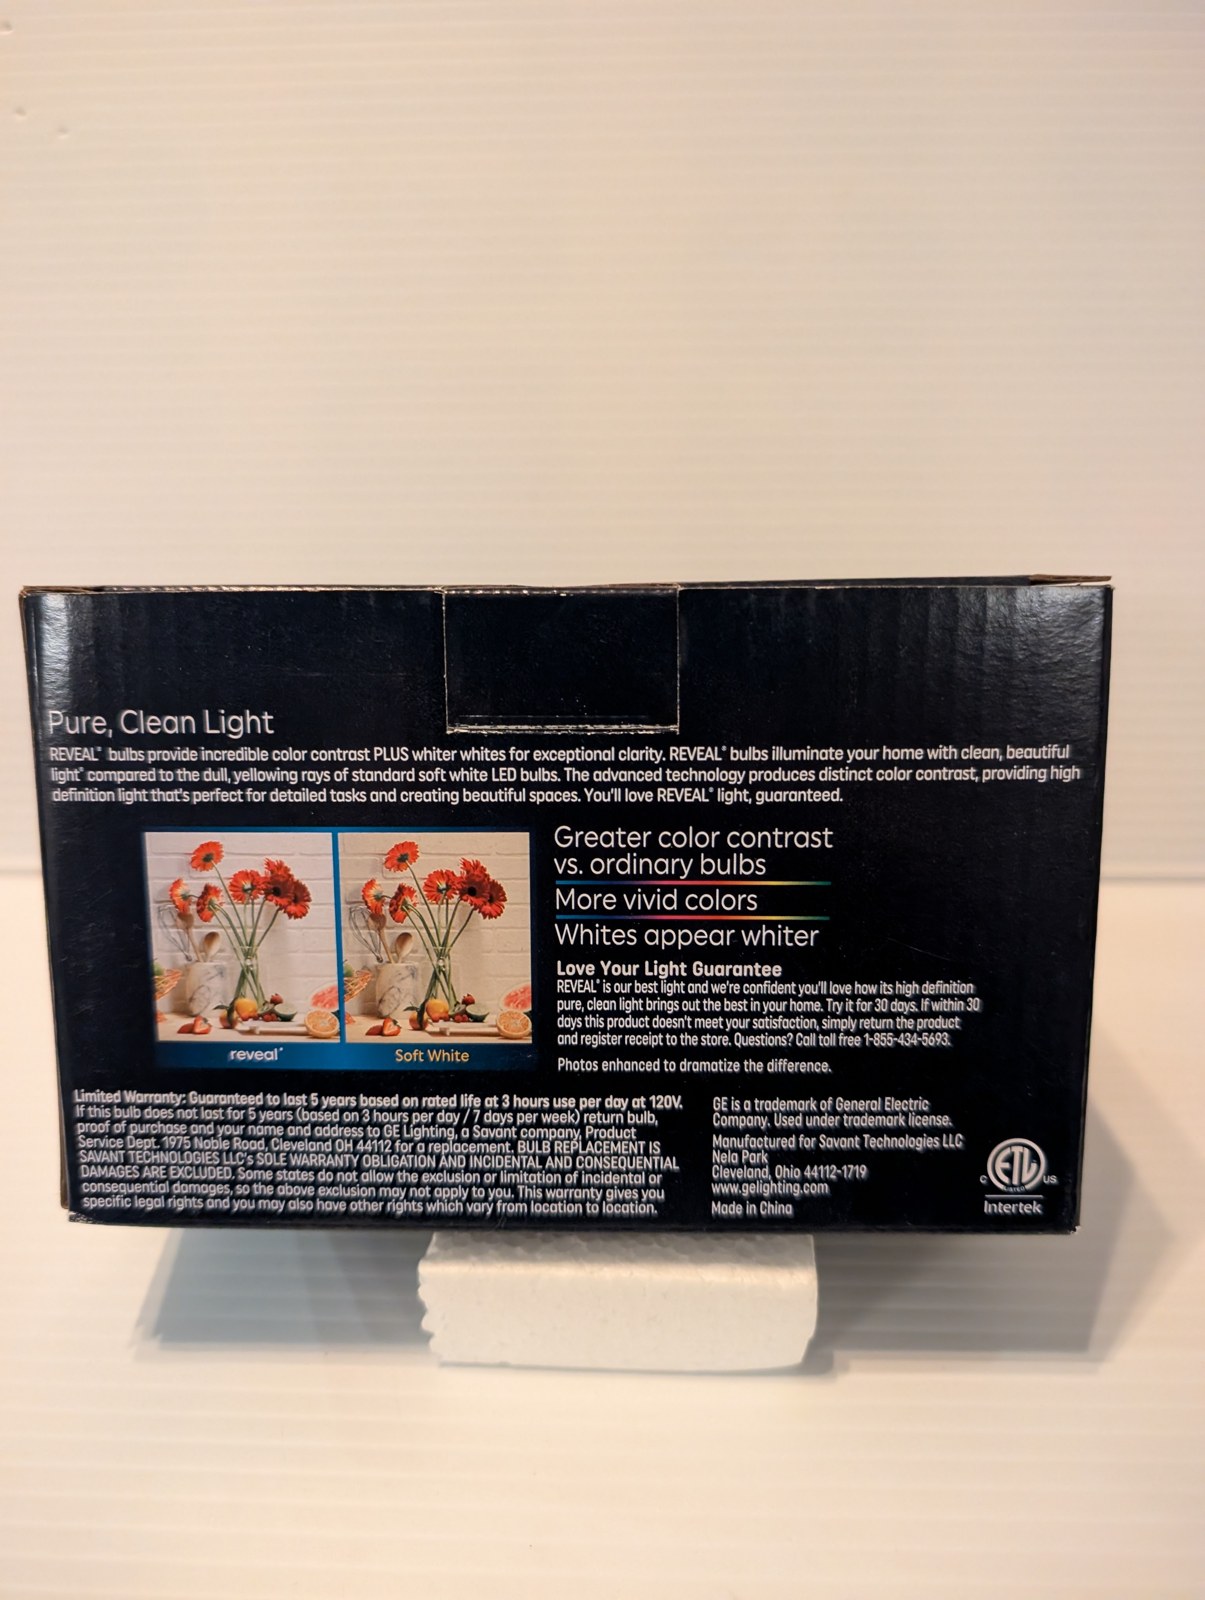 Pure, Clean Light
REVEAL® bulbs provide incredible color contrast PLUS whiter whites for exceptional clarity. REVEAL® bulbs illuminate your home with clean, beautiful
light* compared to the dull, yellowing rays of standard soft white LED bulbs. The advanced technology produces distinct color contrast, providing high
definition light that's perfect for detailed tasks and creating beautiful spaces. You'll love REVEAL® light, guaranteed.
reveal®
Soft White
Greater color contrast
vs. ordinary bulbs
More vivid colors
Whites appear whiter
Love Your Light Guarantee
REVEAL® is our best light and we're confident you'll love how its high definition
pure, clean light brings out the best in your home. Try it for 30 days. If within 30
days this product doesn't meet your satisfaction, simply return the product
and register receipt to the store. Questions? Call toll free 1-855-434-5693.
Photos enhanced to dramatize the difference.
Limited Warranty: Guaranteed to last 5 years based on rated life at 3 hours use per day at 120V.
If this bulb does not last for 5 years (based on 3 hours per day / 7 days per week) return bulb,
proof of purchase and your name and address to GE Lighting, a Savant company, Product
Service Dept. 1975 Noble Road, Cleveland OH 44112 for a replacement. BULB REPLACEMENT IS
SAVANT TECHNOLOGIES LLC's SOLE WARRANTY OBLIGATION AND INCIDENTAL AND CONSEQUENTIAL
DAMAGES ARE EXCLUDED. Some states do not allow the exclusion or limitation of incidental or
consequential damages, so the above exclusion may not apply to you. This warranty gives you
specific legal rights and you may also have other rights which vary from location to location.
GE is a trademark of General Electric
Company. Used under trademark license.
Manufactured for Savant Technologies LLC
Nela Park
Cleveland, Ohio 44112-1719
www.gelighting.com
Made in China
ETL
LISTED
C US
Intertek